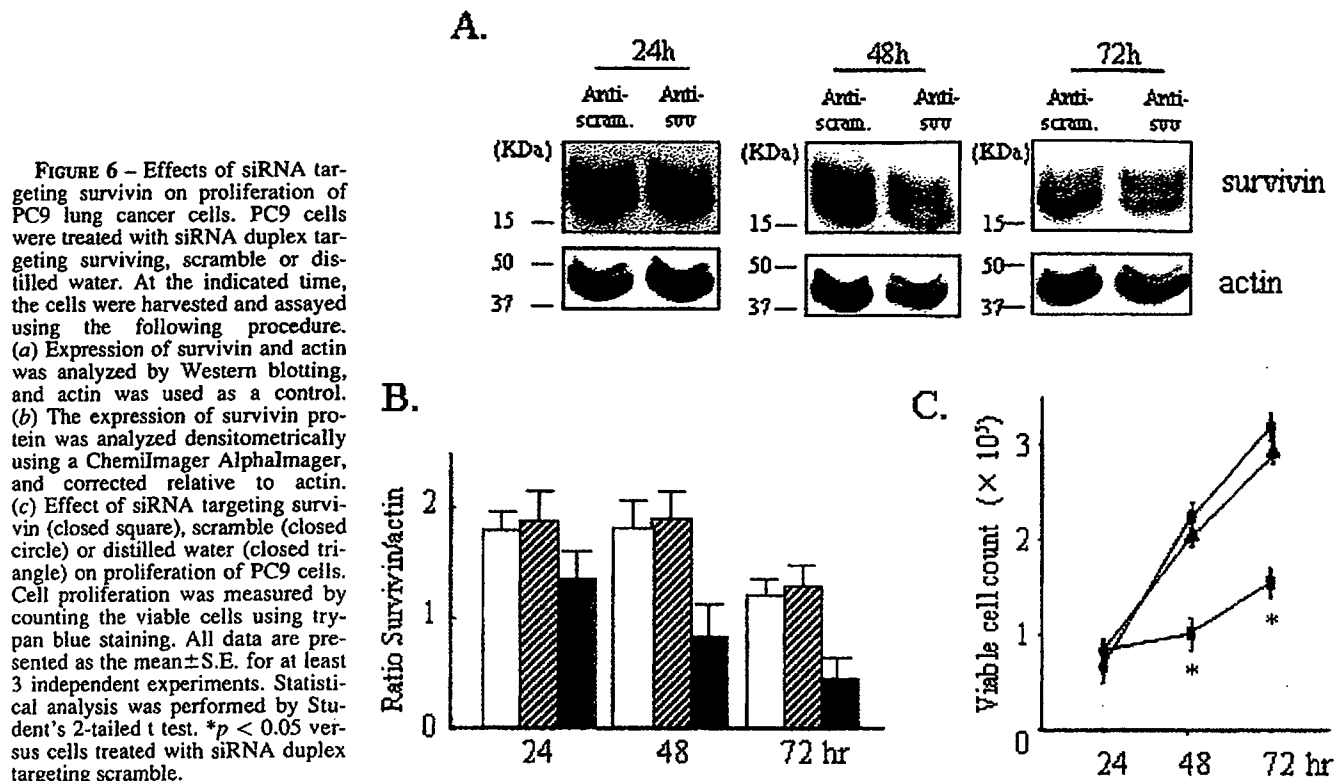 FIGURE 6 – Effects of siRNA tar-
geting survivin on proliferation of
PC9 lung cancer cells. PC9 cells
were treated with siRNA duplex tar-
geting surviving, scramble or dis-
tilled water. At the indicated time,
the cells were harvested and assayed
using the following procedure.
(a) Expression of survivin and actin
was analyzed by Western blotting,
and actin was used as a control.
(b) The expression of survivin pro-
tein was analyzed densitometrically
using a ChemiImager AlphaImager,
and corrected relative to actin.
(c) Effect of siRNA targeting survi-
vin (closed square), scramble (closed
circle) or distilled water (closed tri-
angle) on proliferation of PC9 cells.
Cell proliferation was measured by
counting the viable cells using try-
pan blue staining. All data are pre-
sented as the mean±S.E. for at least
3 independent experiments. Statisti-
cal analysis was performed by Stu-
dent's 2-tailed t test. *p < 0.05 ver-
sus cells treated with siRNA duplex
targeting scramble.
A.
24h 48h 72h
Anti- Anti- Anti- Anti- Anti- Anti-
scram. scram. scram.
(KDa) (KDa) (KDa)
survivin
15 15 15
50 50 50
actin
37 37 37
B.
Ratio Survivin/actin
2
1
0
24 48 72 hr
C.
Viable cell count (×
3
2
1
0
24 48 72 hr
*
*